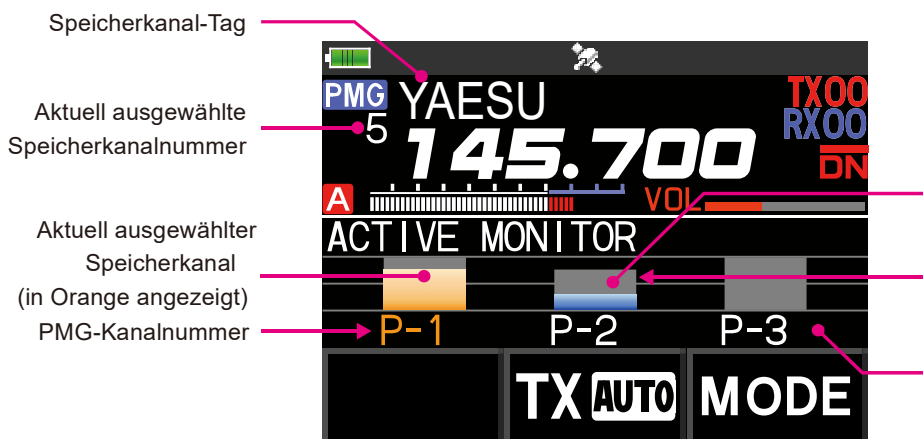 Speicherkanal-Tag
Aktuell ausgewählte
Speicherkanalnummer
Aktuell ausgewählter
Speicherkanal
(in Orange angezeigt)
PMG-Kanalnummer
PMG YAESU TX00
5 145.700 RX00
DN
A VOL
ACTIVE MONITOR
P-1 P-2 P-3
TX AUTO MODE